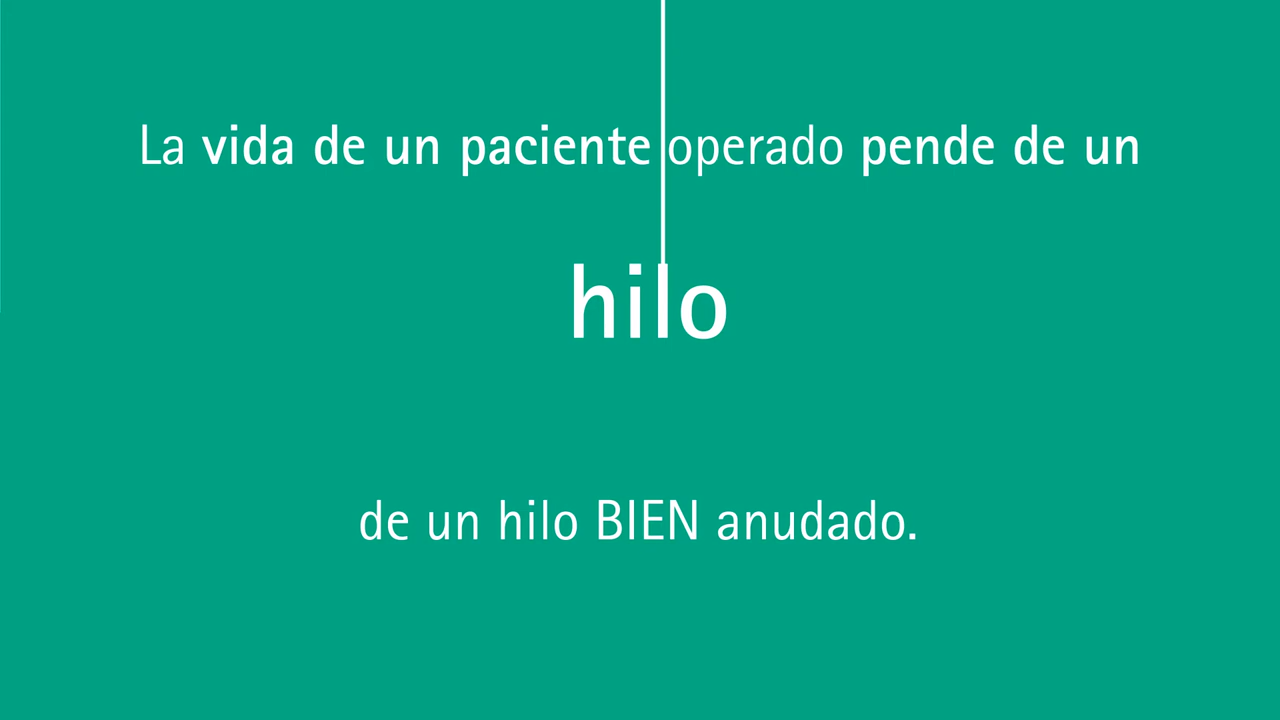 La vida de un paciente operado pende de un
hilo
de un hilo BIEN anudado.